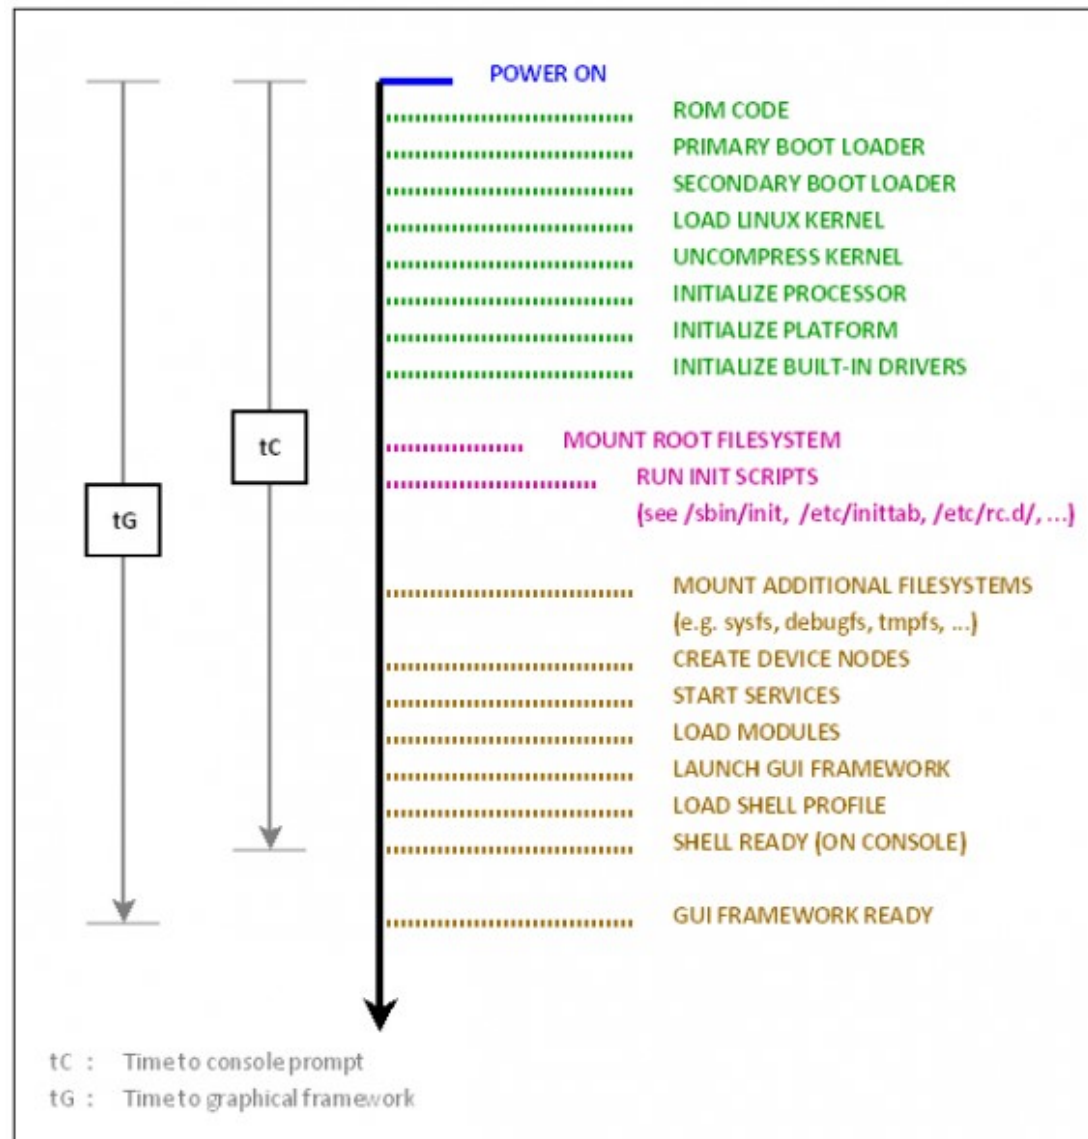 POWER ON
ROM CODE
PRIMARY BOOT LOADER
SECONDARY BOOT LOADER
LOAD LINUX KERNEL
UNCOMPRESS KERNEL
INITIALIZE PROCESSOR
INITIALIZE PLATFORM
INITIALIZE BUILT-IN DRIVERS
MOUNT ROOT FILESYSTEM
tC
RUN INIT SCRIPTS
(see /sbin/init, /etc/inittab, /etc/rc.d/, ...)
tG
MOUNT ADDITIONAL FILESYSTEMS
(e.g. sysfs, debugfs, tmpfs, ...)
CREATE DEVICE NODES
START SERVICES
LOAD MODULES
LAUNCH GUI FRAMEWORK
LOAD SHELL PROFILE
SHELL READY (ON CONSOLE)
GUI FRAMEWORK READY
tC : Time to console prompt
tG : Time to graphical framework